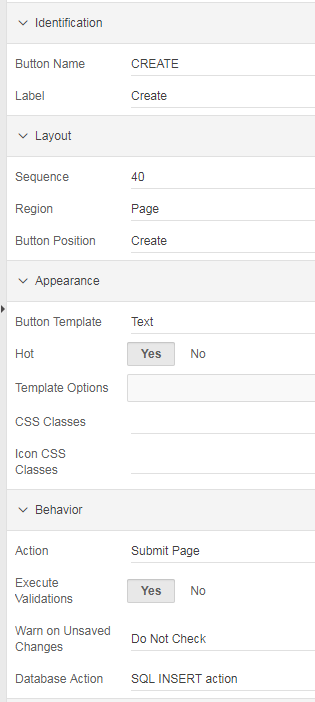 Identification
Button Name CREATE
Label Create
Layout
Sequence 40
Region Page
Button Position Create
Appearance
Button Template Text
Hot Yes No
Template Options
CSS Classes
Icon CSS
Classes
Behavior
Action Submit Page
Execute
Validations Yes No
Warn on Unsaved
Changes Do Not Check
Database Action SQL INSERT action